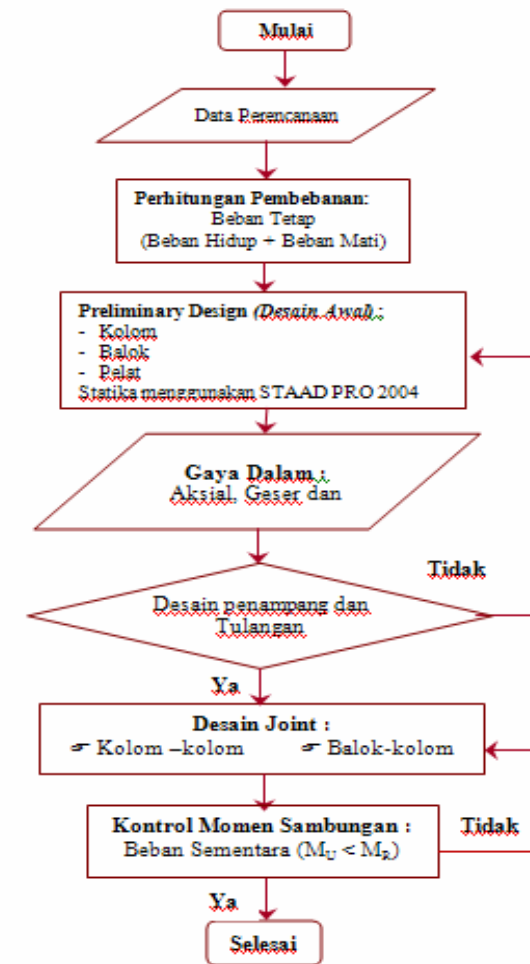 Mulai
Data Perencanaan
Perhitungan Pembebanan:
Beban Tetap
(Beban Hidup + Beban Mati)
Preliminary Design (Desain Awal) :
- Kolom
- Balok
- Pelat
Statika menggunakan STAAD PRO 2004
Gaya Dalam :
Aksial, Geser dan
Tidak
Desain penampang dan
Tulangan
Ya
Desain Joint :
☞ Kolom –kolom ☞ Balok-kolom
Kontrol Momen Sambungan :
Beban Sementara (MU < MR)
Tidak
Ya
Selesai